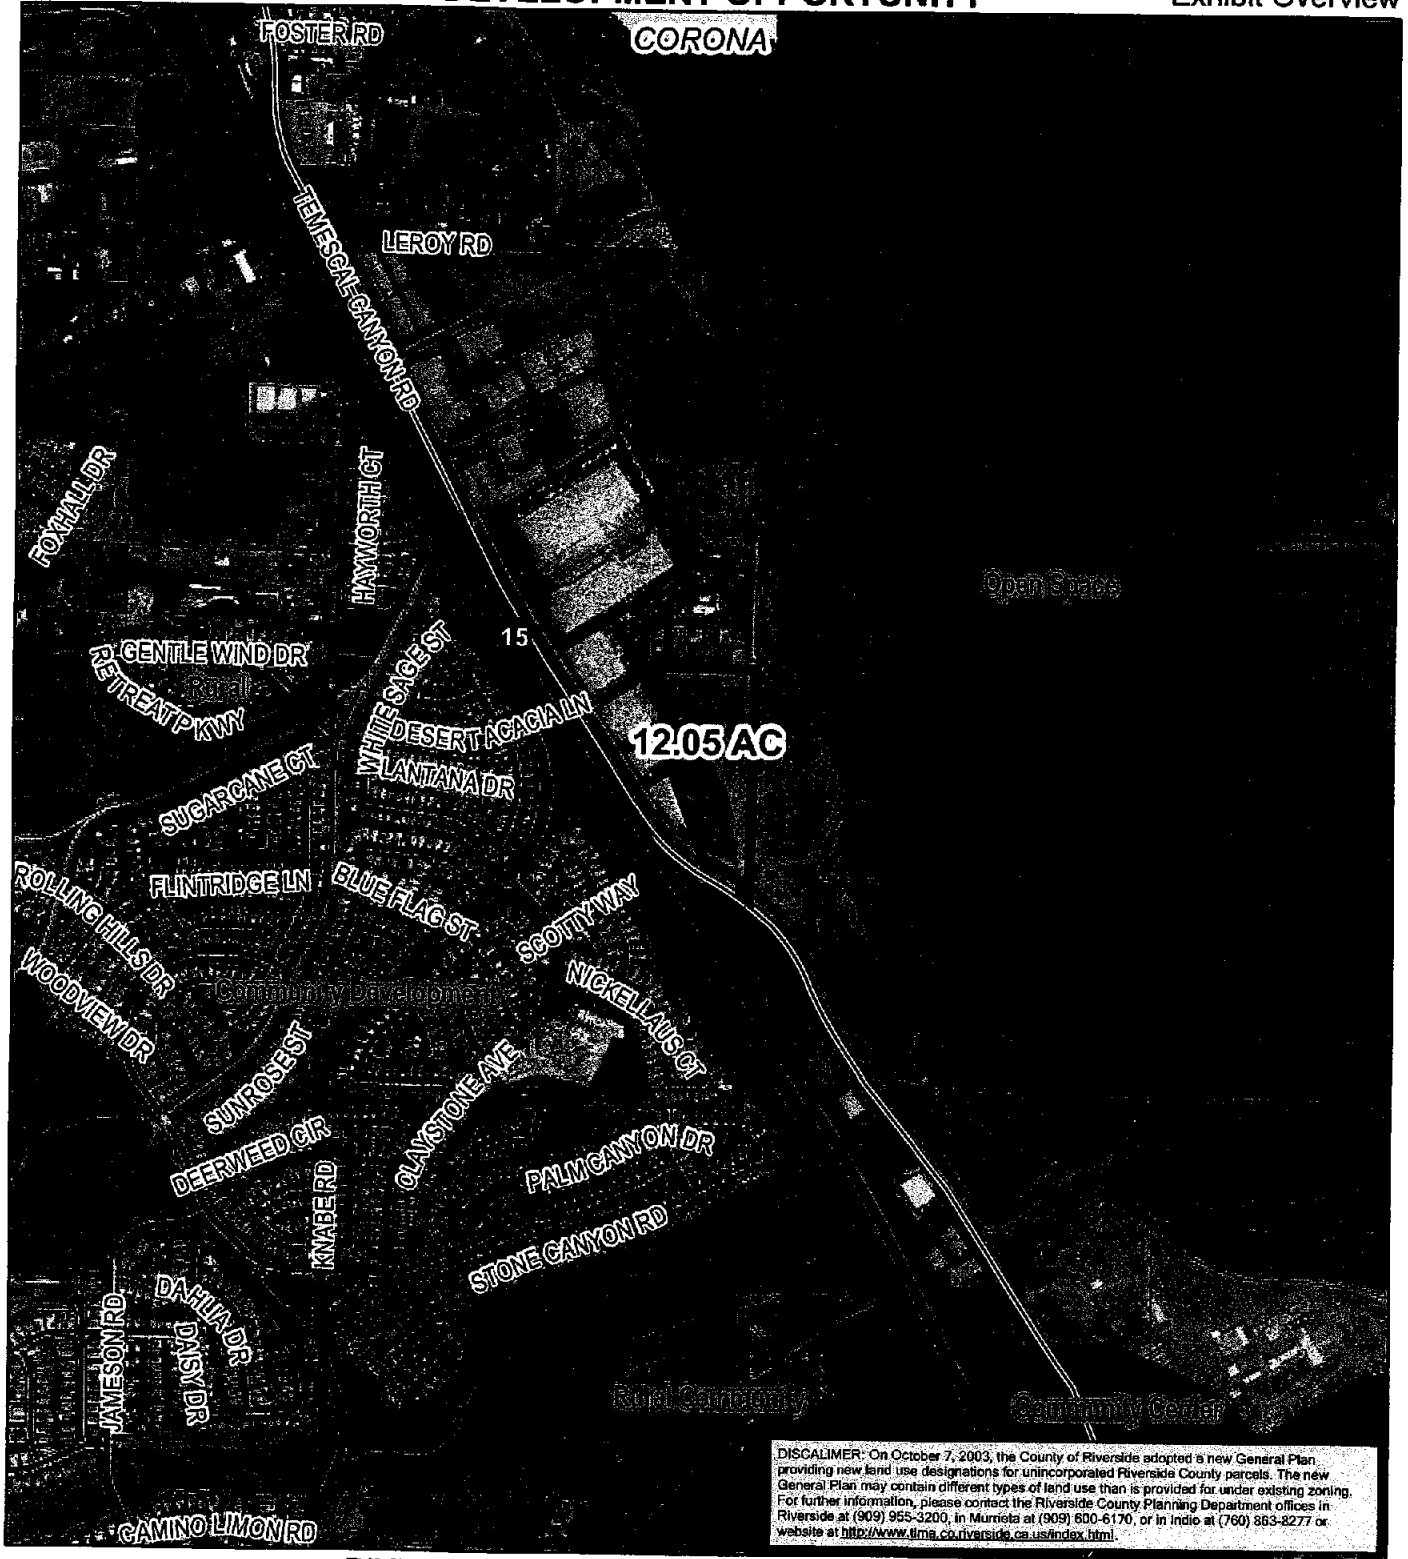 DEVELOPMENT OPPORTUNITY
Exhibit Overview
FOSTER RD
CORONA
TEMESCAL CANYON RD
LEROY RD
FOXHALL DR
HAYWORTH CT
Open Space
15
GENTLE WIND DR
Rural
RETREAT PKWY
WHITE SAGE ST
DESERT ACACIA LN
12.05 AC
LANTANA DR
SUGARCANE CT
ROLLING HILLS DR
FLINTRIDGE LN
BLUE FLAG ST
SCOTTY WAY
WOODVIEW DR
NICKELLAUS CT
Community Development
SUNROSE ST
CLAYSTONE AVE
DEERWEED CIR
PALM CANYON DR
KNABE RD
STONE CANYON RD
DAHLIA DR
JAMESON RD
DAISY DR
Rural Community
Community Center
DISCALIMER: On October 7, 2003, the County of Riverside adopted a new General Plan
providing new land use designations for unincorporated Riverside County parcels. The new
General Plan may contain different types of land use than is provided for under existing zoning.
For further information, please contact the Riverside County Planning Department offices in
Riverside at (909) 955-3200, in Murrieta at (909) 600-6170, or in Indio at (760) 863-8277 or
website at http://www.tlma.co.riverside.ca.us/index.html.
CAMINO LIMON RD